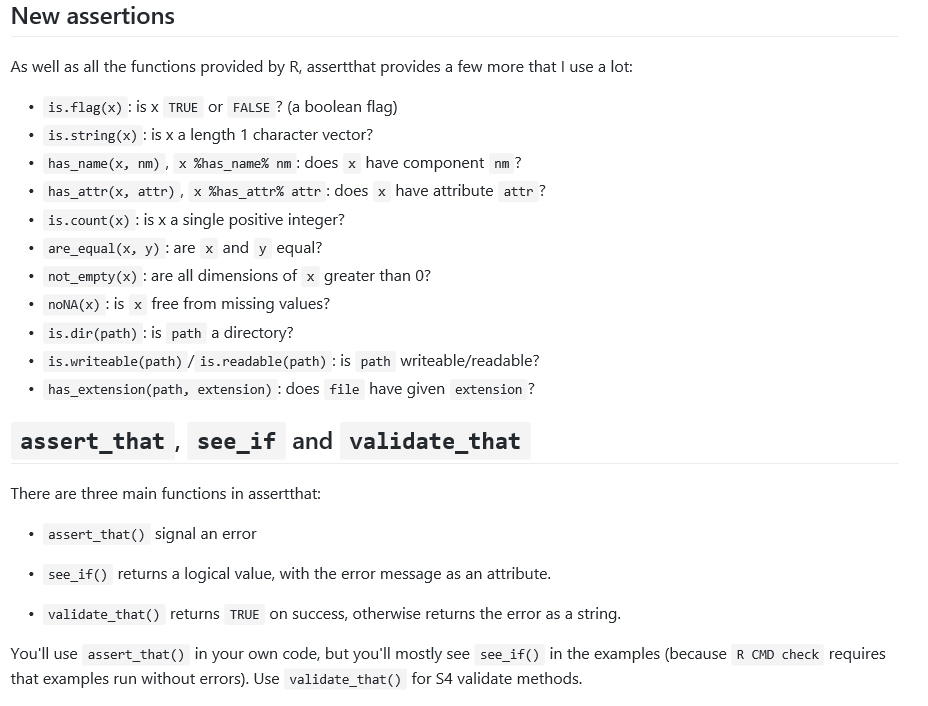 New assertions
As well as all the functions provided by R, assertthat provides a few more that I use a lot:
• is.flag(x) : is x TRUE or FALSE ? (a boolean flag)
• is.string(x) : is x a length 1 character vector?
• has_name(x, nm) , x %has_name% nm : does x have component nm ?
• has_attr(x, attr) , x %has_attr% attr : does x have attribute attr ?
• is.count(x) : is x a single positive integer?
• are_equal(x, y) : are x and y equal?
• not_empty(x) : are all dimensions of x greater than 0?
• noNA(x) : is x free from missing values?
• is.dir(path) : is path a directory?
• is.writeable(path) / is.readable(path) : is path writeable/readable?
• has_extension(path, extension) : does file have given extension ?
assert_that , see_if and validate_that
There are three main functions in assertthat:
• assert_that() signal an error
• see_if() returns a logical value, with the error message as an attribute.
• validate_that() returns TRUE on success, otherwise returns the error as a string.
You'll use assert_that() in your own code, but you'll mostly see see_if() in the examples (because R CMD check requires
that examples run without errors). Use validate_that() for S4 validate methods.